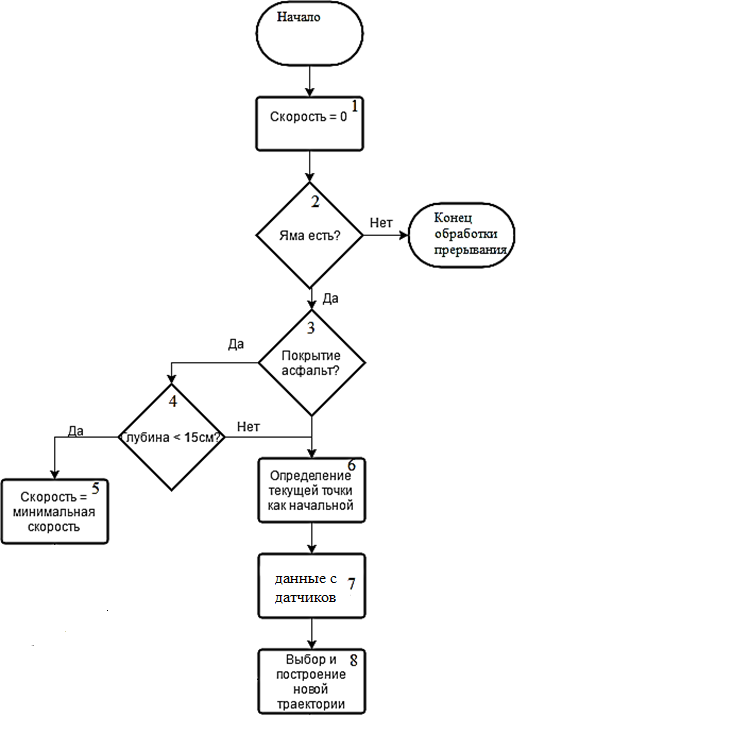 Начало
1
Скорость = 0
2
Яма есть?
Нет
Конец
обработки
прерывания
Да
3
Покрытие
асфальт?
Да
4
Глубина < 15см?
Да
Нет
5
Скорость =
минимальная
скорость
6
Определение
текущей точки
как начальной
данные с
датчиков
7
Выбор и
построение
новой
траектории
8